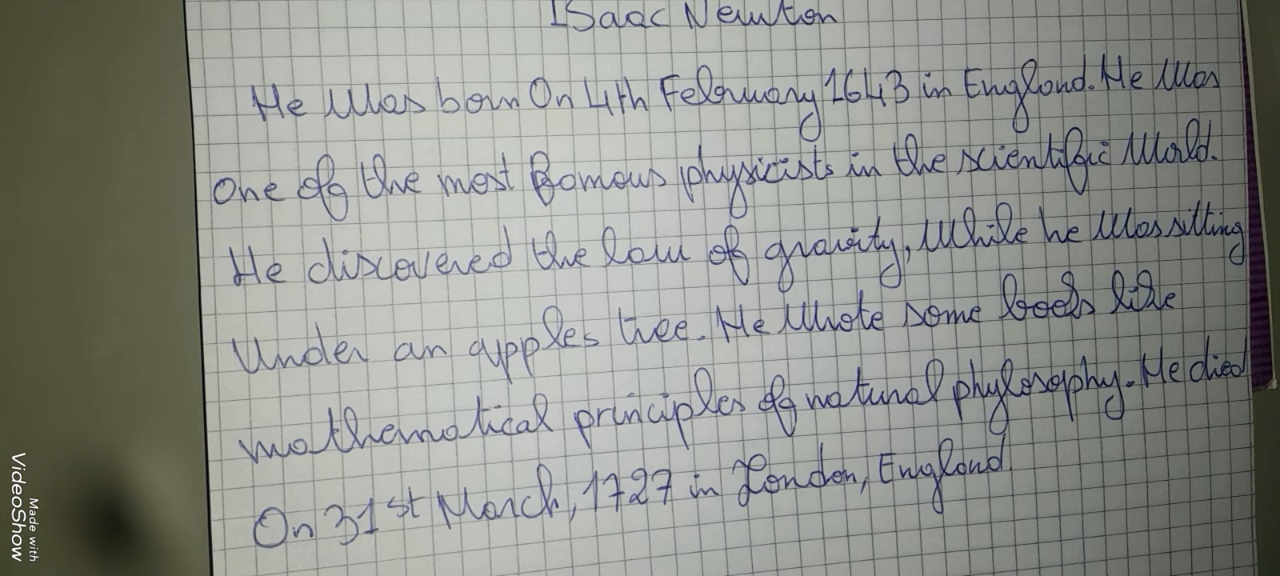 Isaac Newton
He was born On 4th February 1643 in England. He was
one of the most famous physicists in the scientific world.
He discovered the law of gravity, While he was sitting
Under an apples tree. He wrote some books like
mathematical principles of natural phylosophy. He died
On 31st March, 1727 in London, England
Made with
VideoShow